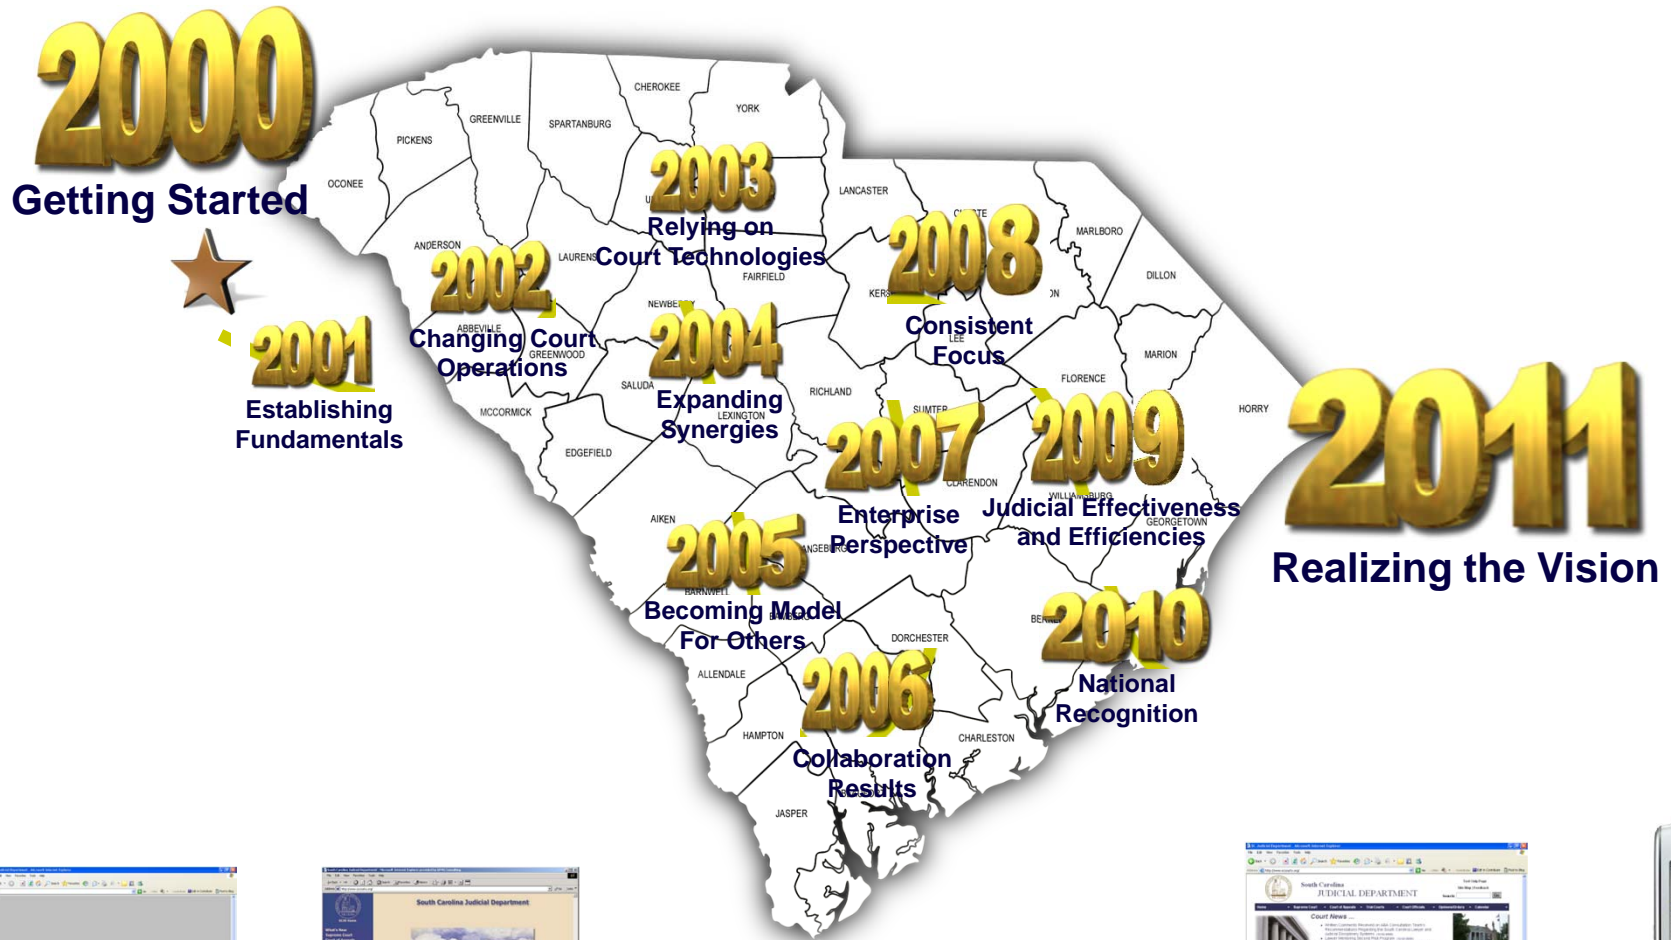 2000
Getting Started
CHEROKEE
YORK
GREENVILLE
SPARTANBURG
PICKENS
OCONEE
2003
Relying on
Court Technologies
LANCASTER
2008
Consistent
Focus
MARLBORO
DILLON
ANDERSON
LAURENS
FAIRFIELD
2002
Changing Court
Operations
ABBEVILLE
GREENWOOD
NEWBERRY
2004
Expanding
Synergies
LEE
MARION
2001
Establishing
Fundamentals
SALUDA
RICHLAND
FLORENCE
HORRY
MCCORMICK
LEXINGTON
SUMTER
EDGEFIELD
2007
Enterprise
Perspective
CLARENDON
2009
Judicial Effectiveness
and Efficiencies
WILLIAMSBURG
GEORGETOWN
2011
Realizing the Vision
AIKEN
2005
Becoming Model
For Others
BARNWELL
2010
National
Recognition
DORCHESTER
ALLENDALE
2006
Collaboration
Results
HAMPTON
CHARLESTON
JASPER
South Carolina Judicial Department
South Carolina
JUDICIAL DEPARTMENT
Court News ...